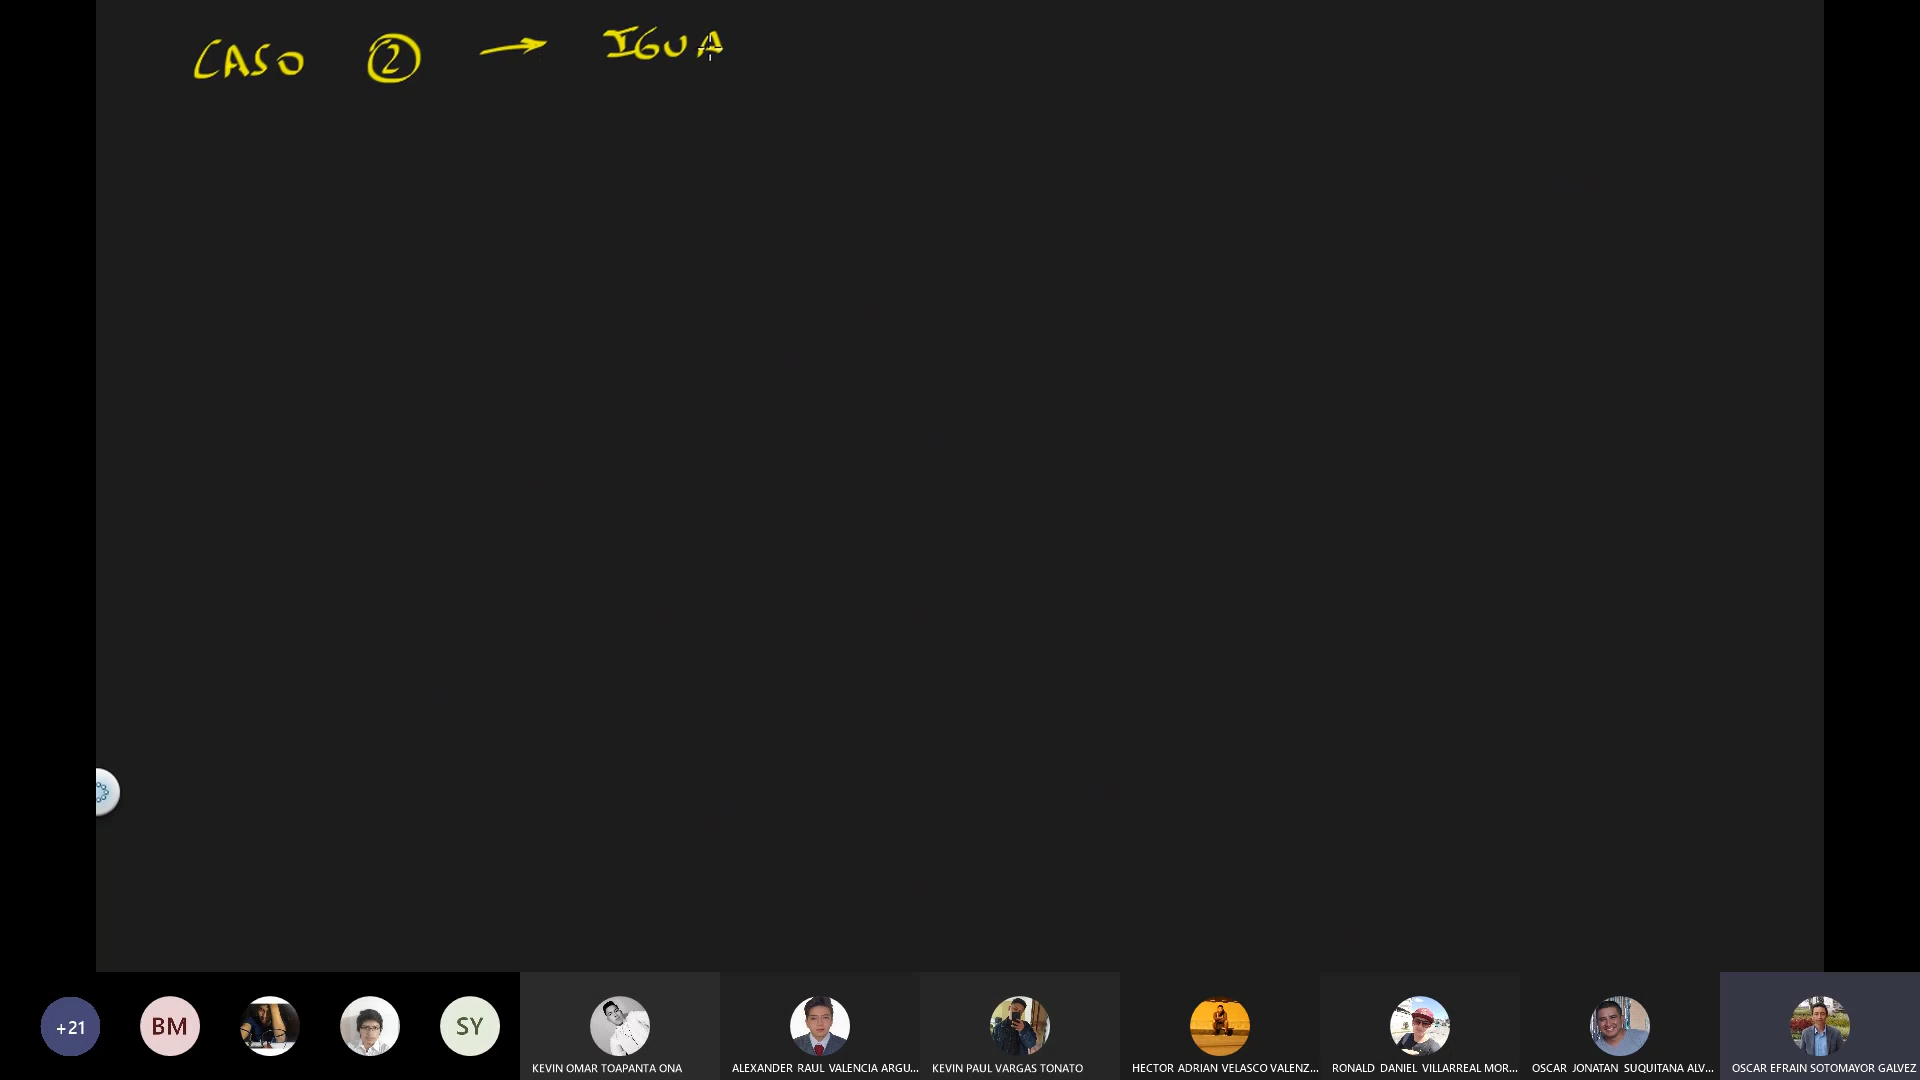 CASO ② → IGUA
+21
BM
SY
KEVIN OMAR TOAPANTA ONA
ALEXANDER RAUL VALENCIA ARGU...
KEVIN PAUL VARGAS TONATO
HECTOR ADRIAN VELASCO VALENZ...
RONALD DANIEL VILLARREAL MOR...
OSCAR JONATAN SUQUITANA ALV...
OSCAR EFRAIN SOTOMAYOR GALVEZ